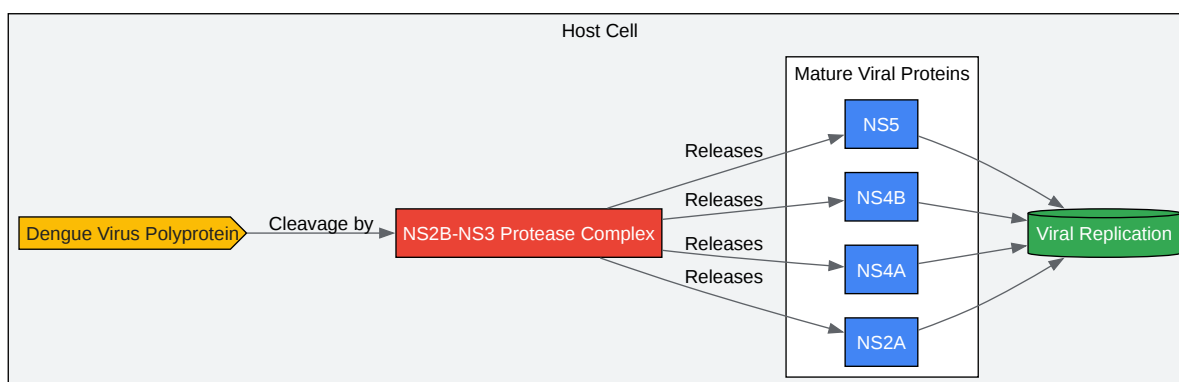 Host Cell
Mature Viral Proteins
NS5
Releases
NS4B
Releases
Dengue Virus Polyprotein
Cleavage by
NS2B-NS3 Protease Complex
Viral Replication
Releases
NS4A
Releases
NS2A